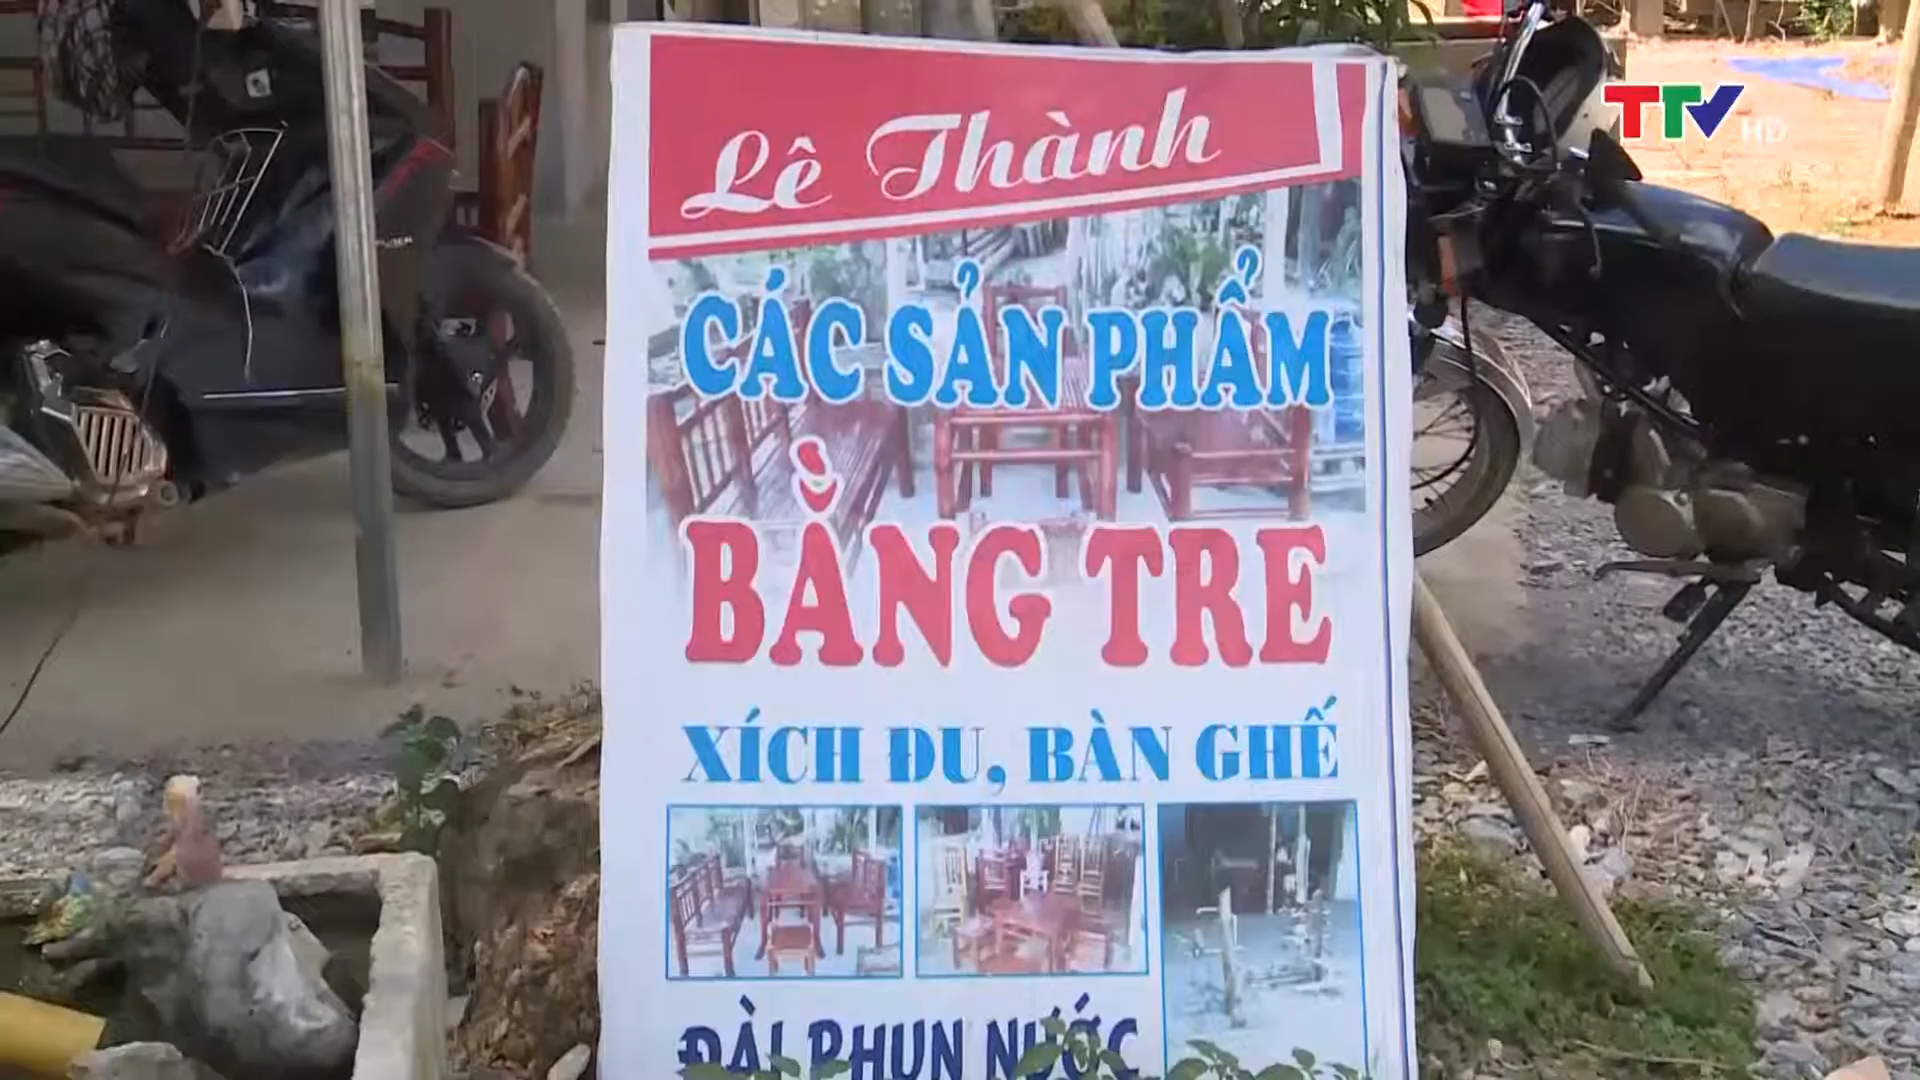 TTV HD
Lê Thành
CÁC SẢN PHẨM
BẰNG TRE
XÍCH ĐU, BÀN GHẾ
ĐÀI PHUN NƯỚC